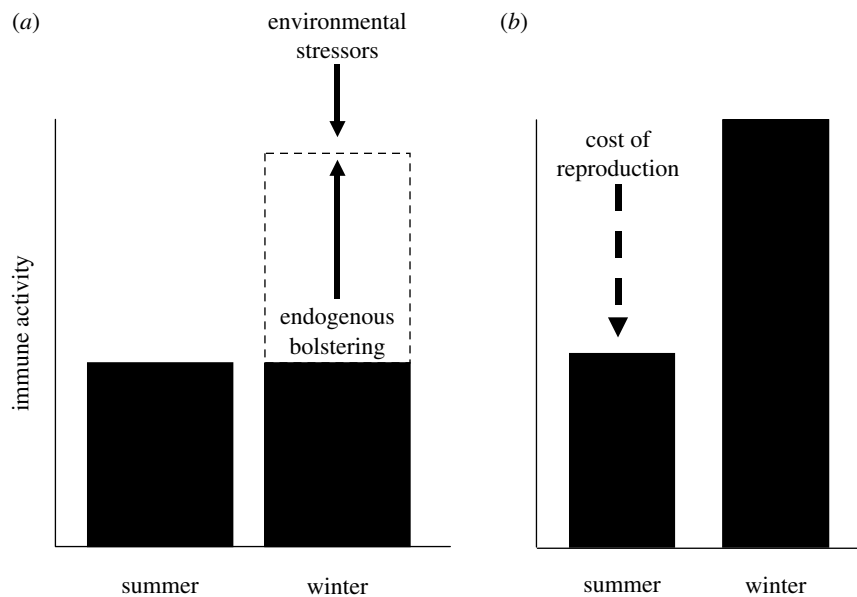 (a)
environmental
stressors
endogenous
bolstering
immune activity
summer
winter
(b)
cost of
reproduction
summer
winter